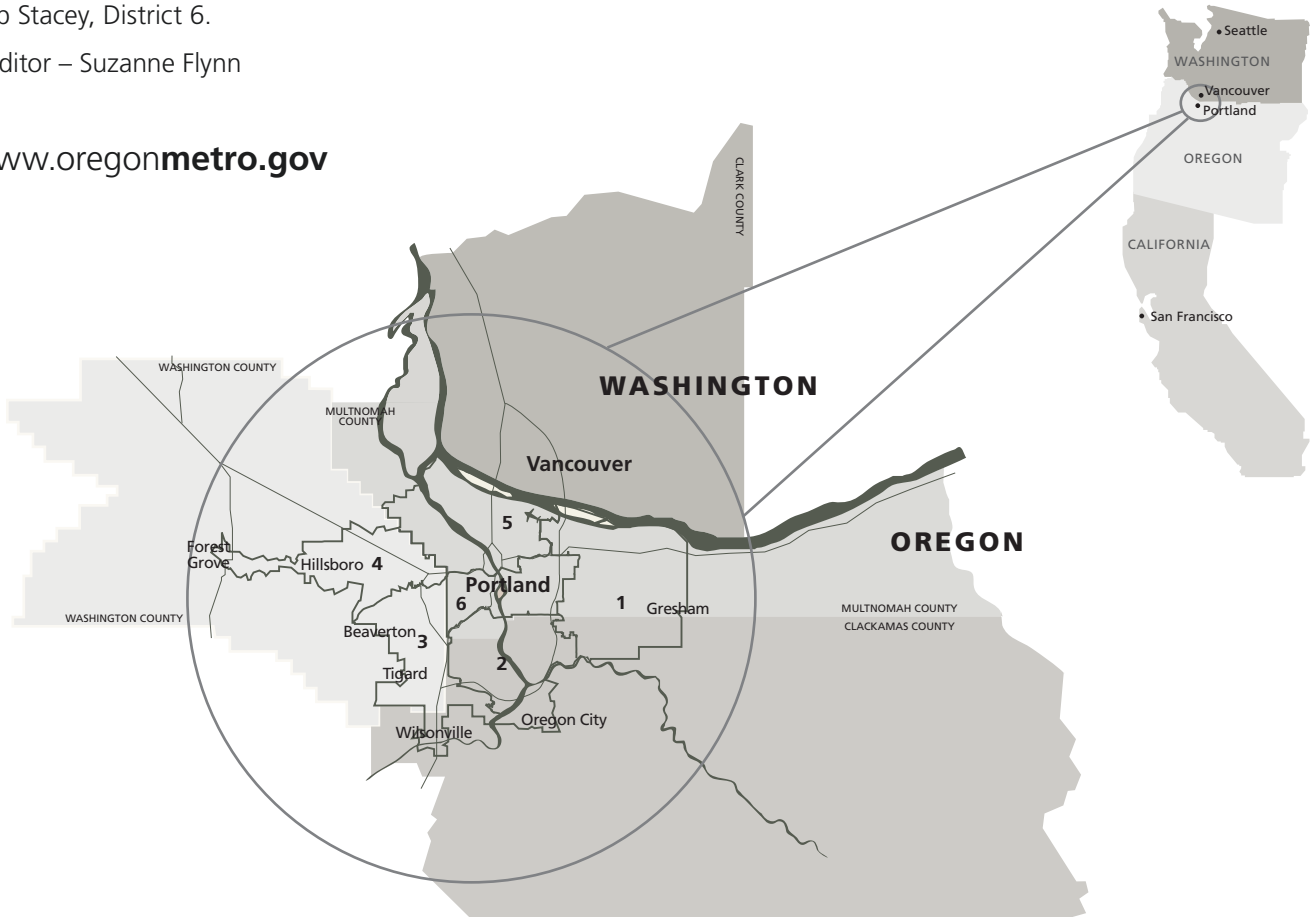 b Stacey, District 6.
ditor – Suzanne Flynn
ww.oregonmetro.gov
Seattle
WASHINGTON
Vancouver
Portland
OREGON
CALIFORNIA
San Francisco
CLARK COUNTY
WASHINGTON COUNTY
MULTNOMAH
COUNTY
WASHINGTON
Vancouver
5
OREGON
Forest
Grove
Hillsboro 4
Portland
6
1
Gresham
MULTNOMAH COUNTY
CLACKAMAS COUNTY
WASHINGTON COUNTY
Beaverton
3
2
Tigard
Oregon City
Wilsonville